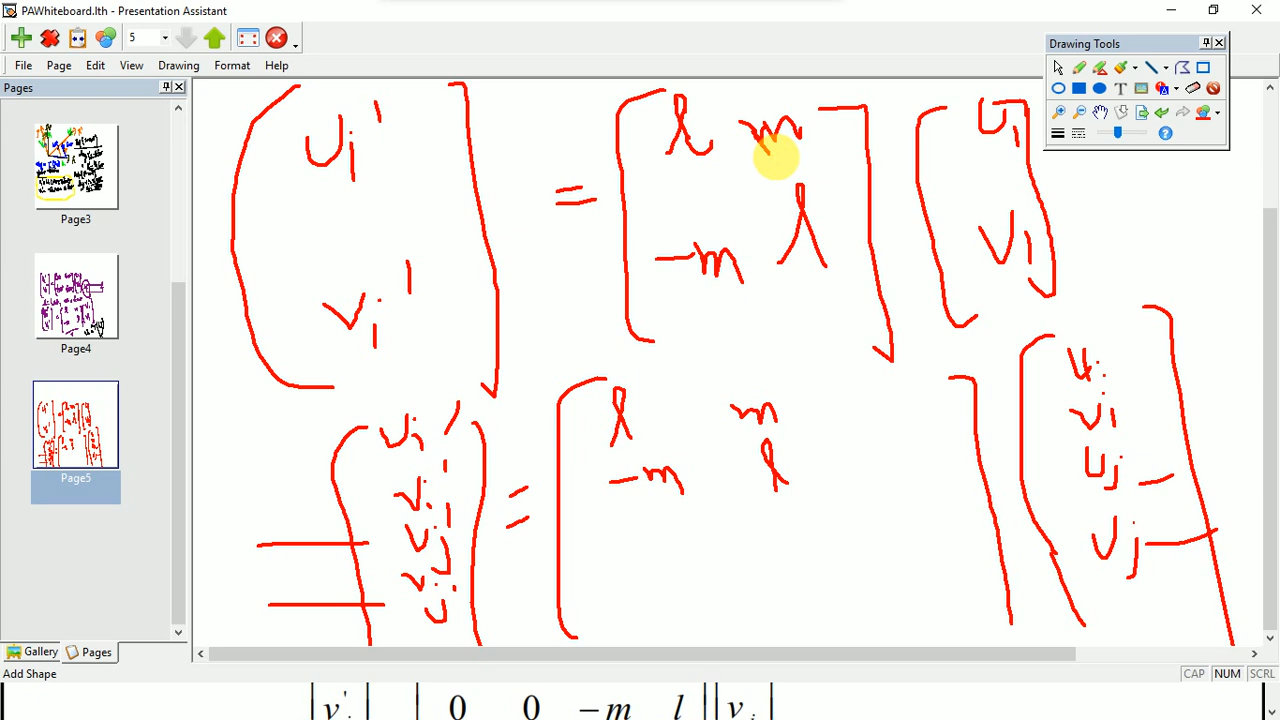 PAWhiteboard.lth - Presentation Assistant
5
File Page Edit View Drawing Format Help
Drawing Tools
Pages
Page3
Page4
Page5
Gallery Pages
Add Shape
CAP NUM SCRL
ui' = l m ui
vi' -m l vi
ui' = l m ui
vi' -m l vi
uj' uj
vj' vj
v' 0 0 -m l v